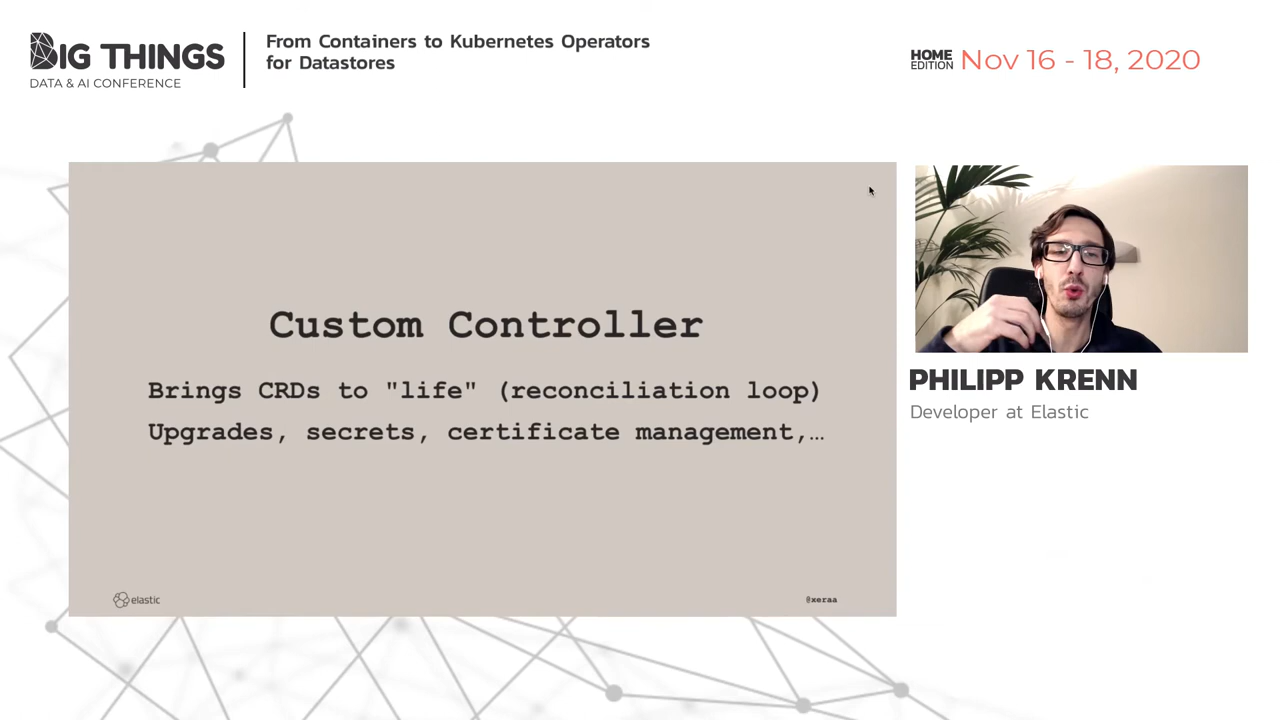 BIG THINGS
DATA & AI CONFERENCE
From Containers to Kubernetes Operators
for Datastores
HOME
EDITION
Nov 16 - 18, 2020
Custom Controller
Brings CRDs to "life" (reconciliation loop)
Upgrades, secrets, certificate management,…
elastic
@xeraa
PHILIPP KRENN
Developer at Elastic